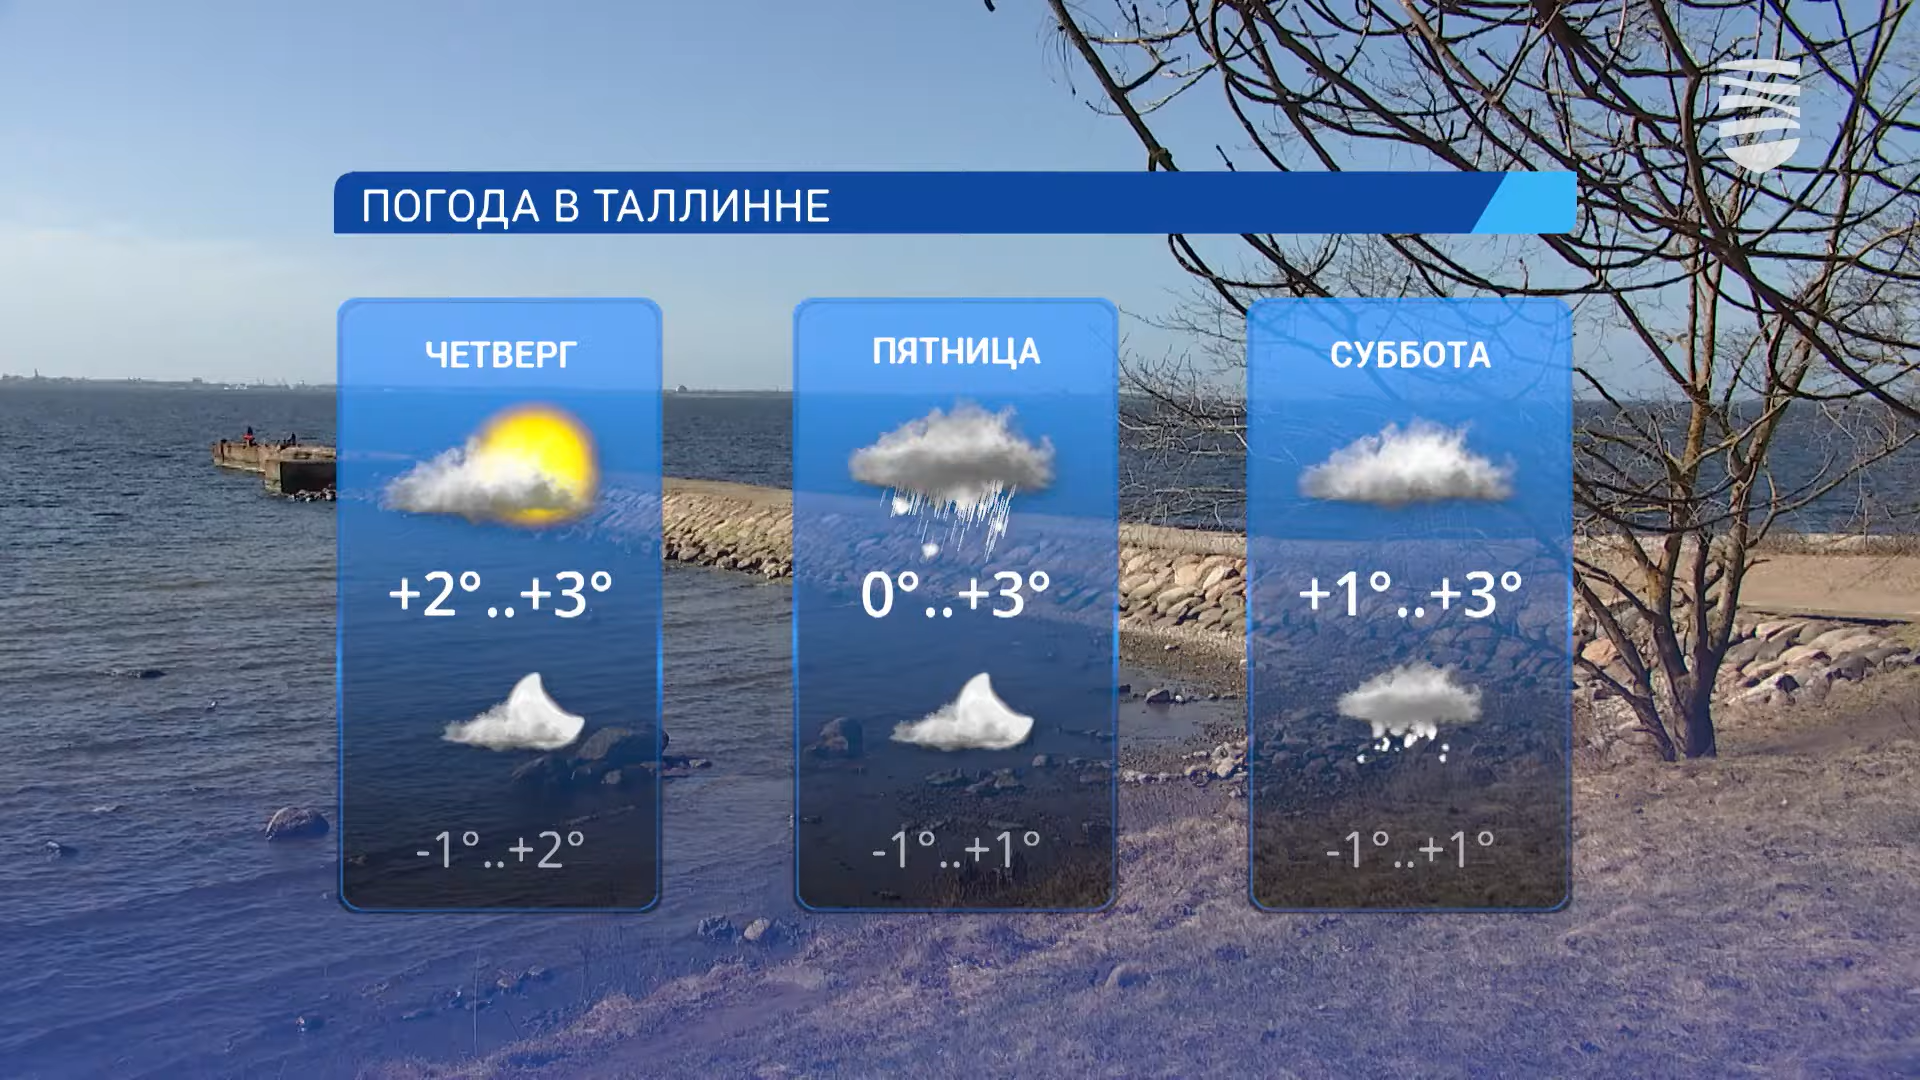 ПОГОДА В ТАЛЛИННЕ
ЧЕТВЕРГ
+2°..+3°
-1°..+2°
ПЯТНИЦА
0°..+3°
-1°..+1°
СУББОТА
+1°..+3°
-1°..+1°